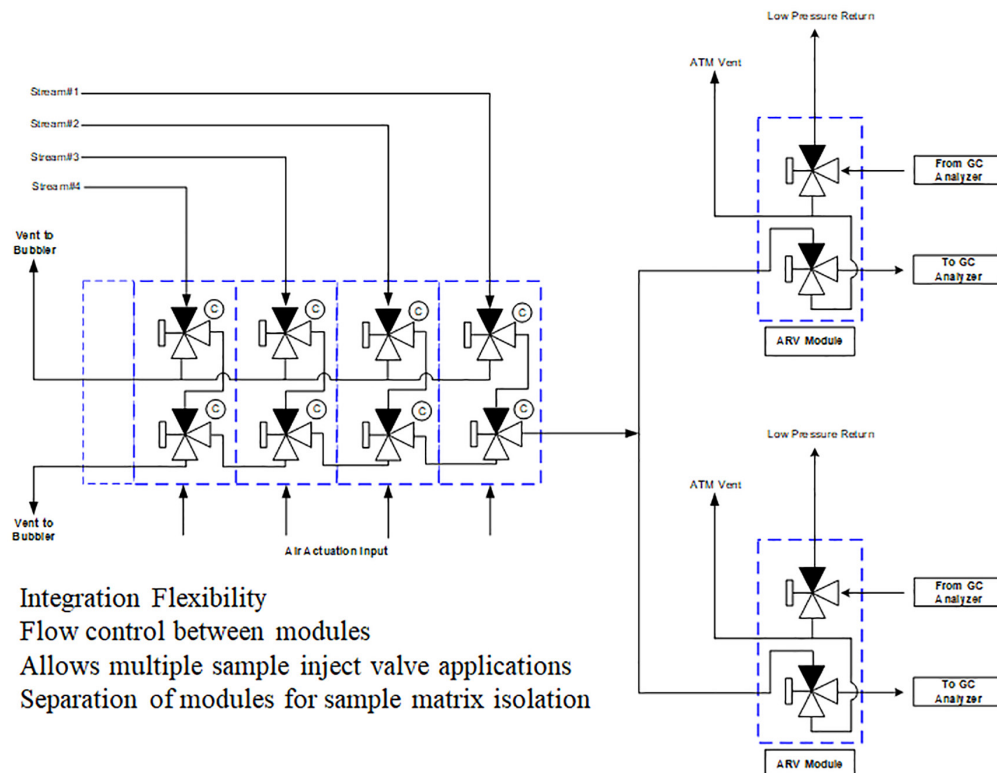 Low Pressure Return
ATM Vent
Stream#1
Stream#2
Stream#3
Stream#4
From GC
Analyzer
Vent to
Bubbler
To GC
Analyzer
C
C
C
C
ARV Module
C
C
C
C
Low Pressure Return
ATM Vent
Vent to
Bubbler
Air Actuation Input
From GC
Analyzer
Integration Flexibility
Flow control between modules
Allows multiple sample inject valve applications
Separation of modules for sample matrix isolation
To GC
Analyzer
ARV Module